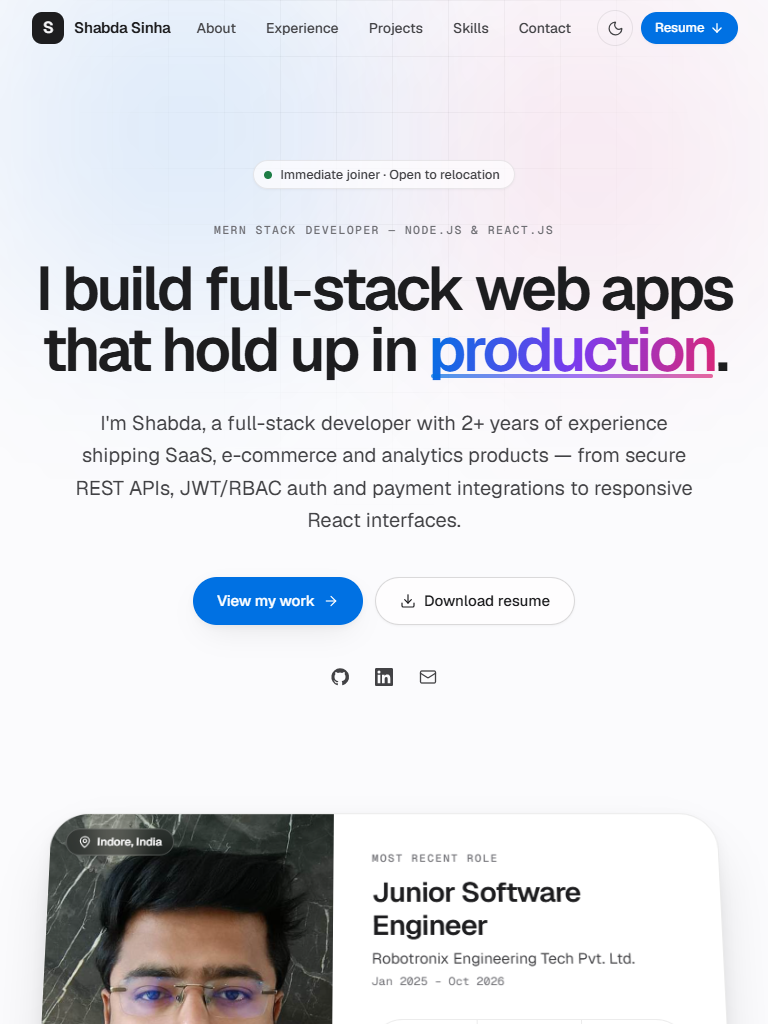 S
Shabda Sinha
About
Experience
Projects
Skills
Contact
Resume
Immediate joiner · Open to relocation
MERN STACK DEVELOPER — NODE.JS & REACT.JS
I build full-stack web apps
that hold up in production.
I'm Shabda, a full-stack developer with 2+ years of experience
shipping SaaS, e-commerce and analytics products — from secure
REST APIs, JWT/RBAC auth and payment integrations to responsive
React interfaces.
View my work
Download resume
in
Indore, India
MOST RECENT ROLE
Junior Software
Engineer
Robotronix Engineering Tech Pvt. Ltd.
Jan 2025 – Oct 2026